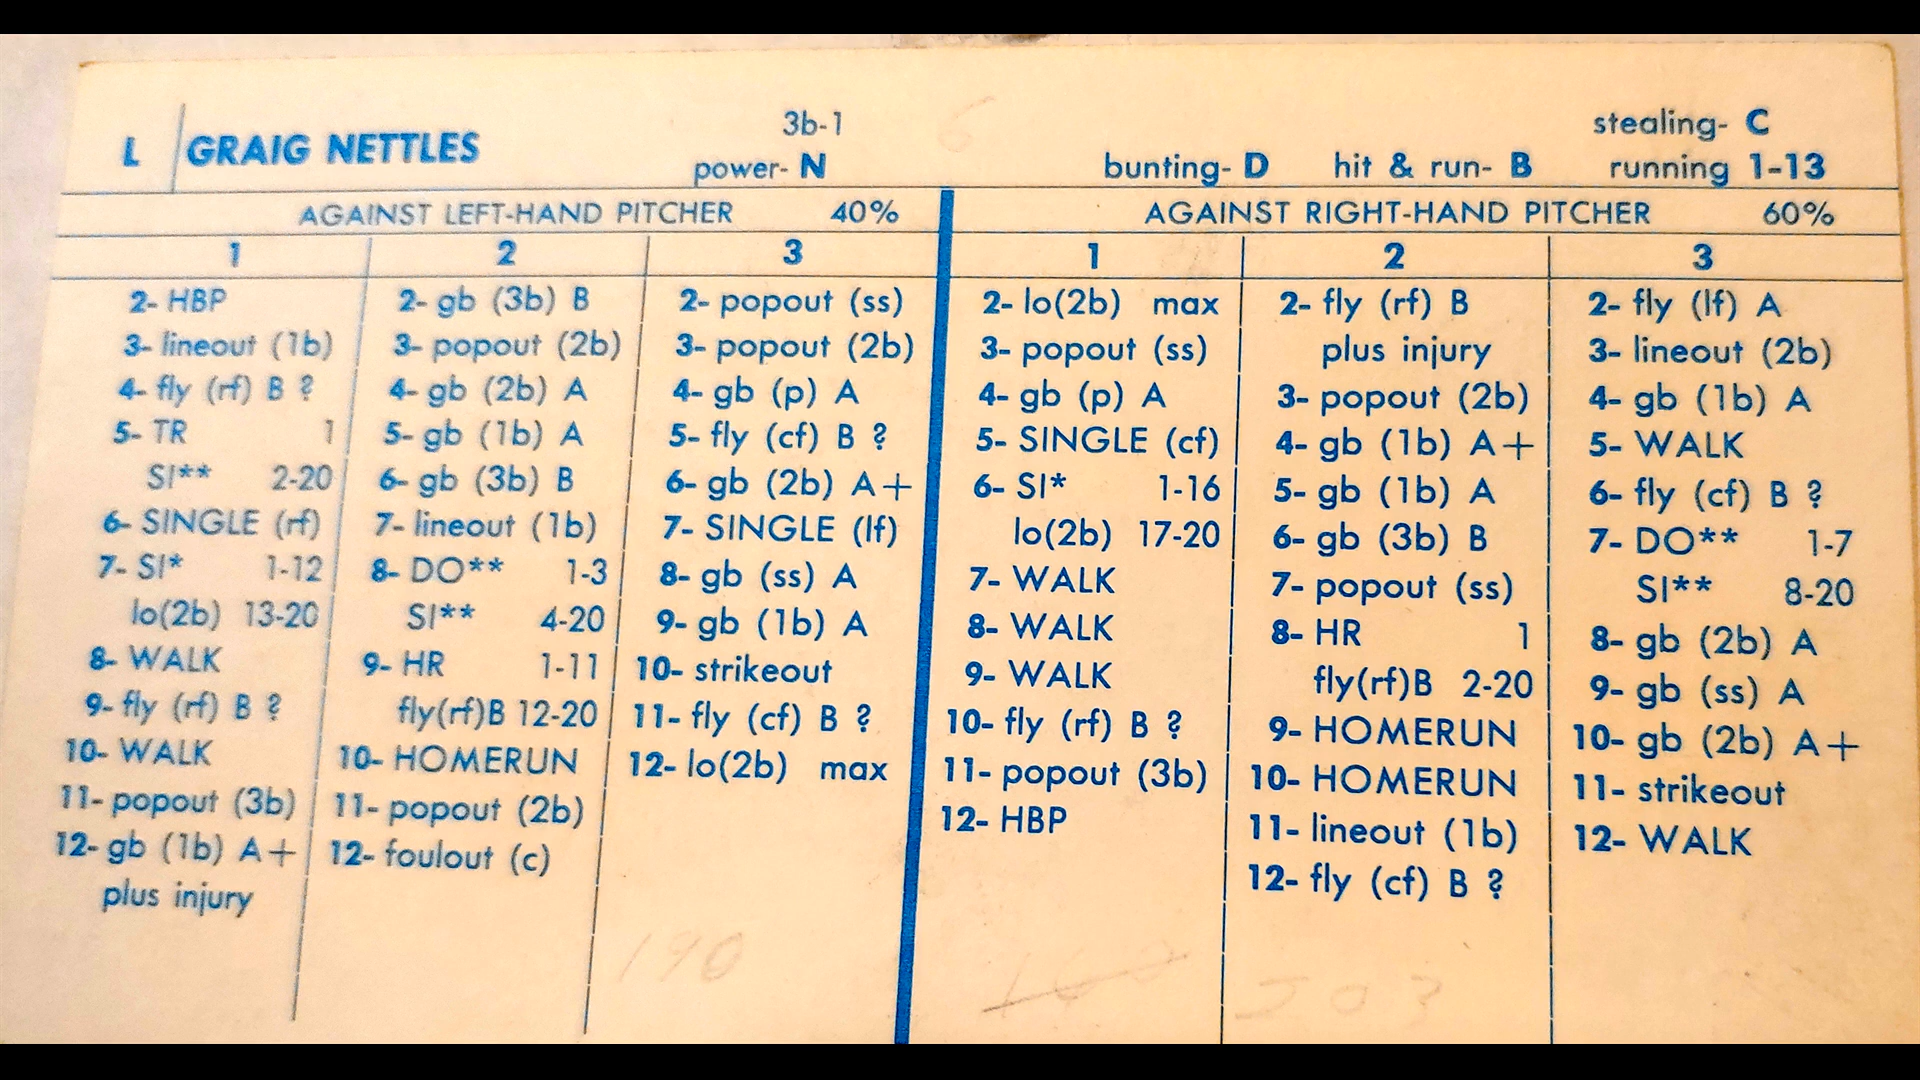 L GRAIG NETTLES
3b-1
power- N
bunting- D
hit & run- B
stealing- C
running 1-13
AGAINST LEFT-HAND PITCHER 40%
1
2- HBP
3- lineout (1b)
4- fly (rf) B ?
5- TR 1
SI** 2-20
6- SINGLE (rf)
7- SI* 1-12
lo(2b) 13-20
8- WALK
9- fly (rf) B ?
10- WALK
11- popout (3b)
12- gb (1b) A+
plus injury
2
2- gb (3b) B
3- popout (2b)
4- gb (2b) A
5- gb (1b) A
6- gb (3b) B
7- lineout (1b)
8- DO** 1-3
SI** 4-20
9- HR 1-11
fly(rf)B 12-20
10- HOMERUN
11- popout (2b)
12- foulout (c)
3
2- popout (ss)
3- popout (2b)
4- gb (p) A
5- fly (cf) B ?
6- gb (2b) A+
7- SINGLE (lf)
8- gb (ss) A
9- gb (1b) A
10- strikeout
11- fly (cf) B ?
12- lo(2b) max
AGAINST RIGHT-HAND PITCHER 60%
1
2- lo(2b) max
3- popout (ss)
4- gb (p) A
5- SINGLE (cf)
6- SI* 1-16
lo(2b) 17-20
7- WALK
8- WALK
9- WALK
10- fly (rf) B ?
11- popout (3b)
12- HBP
2
2- fly (rf) B
plus injury
3- popout (2b)
4- gb (1b) A+
5- gb (1b) A
6- gb (3b) B
7- popout (ss)
8- HR 1
fly(rf)B 2-20
9- HOMERUN
10- HOMERUN
11- lineout (1b)
12- fly (cf) B ?
3
2- fly (lf) A
3- lineout (2b)
4- gb (1b) A
5- WALK
6- fly (cf) B ?
7- DO** 1-7
SI** 8-20
8- gb (2b) A
9- gb (ss) A
10- gb (2b) A+
11- strikeout
12- WALK
190